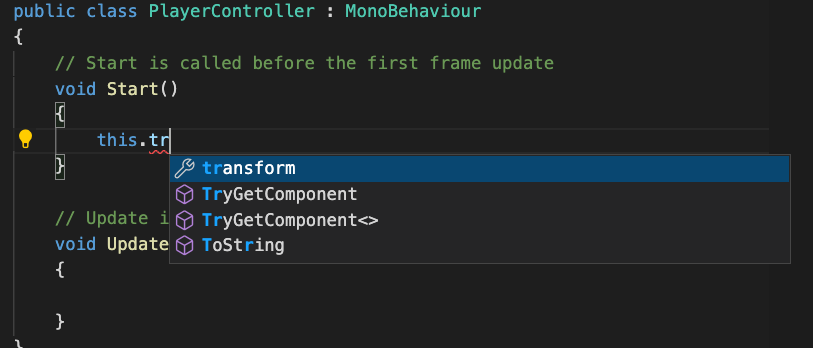 public class PlayerController : MonoBehaviour
{
// Start is called before the first frame update
void Start()
{
this.tr
}
transform
TryGetComponent
TryGetComponent<>
ToString
// Update i
void Update
{
}
}